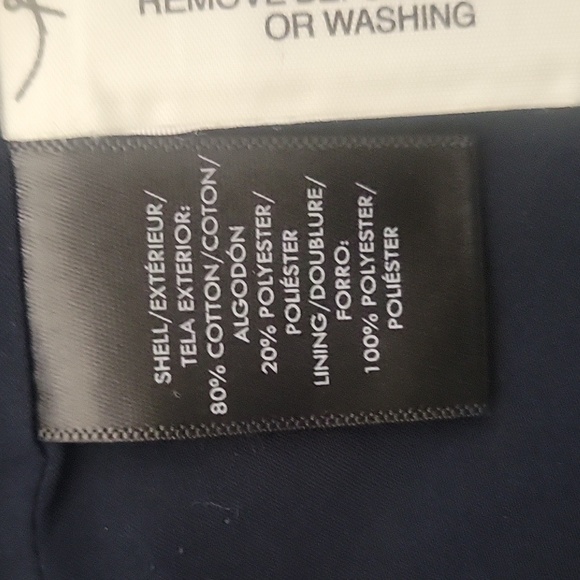 OR WASHING
SHELL/EXTÉRIEUR/
TELA EXTERIOR:
80% COTTON/COTON/
ALGODÓN
20% POLYESTER/
POLIÉSTER
LINING/DOUBLURE/
FORRO:
100% POLYESTER/
POLIÉSTER